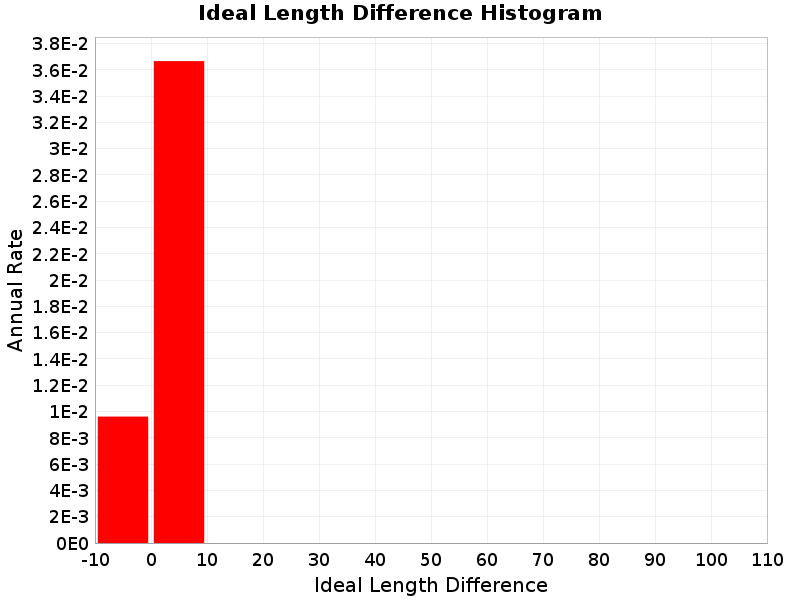 Ideal Length Difference Histogram
3.8E-2
3.6E-2
3.4E-2
3.2E-2
3E-2
2.8E-2
2.6E-2
2.4E-2
2.2E-2
2E-2
1.8E-2
1.6E-2
1.4E-2
1.2E-2
1E-2
8E-3
6E-3
4E-3
2E-3
0E0
Annual Rate
-10 0 10 20 30 40 50 60 70 80 90 100 110
Ideal Length Difference